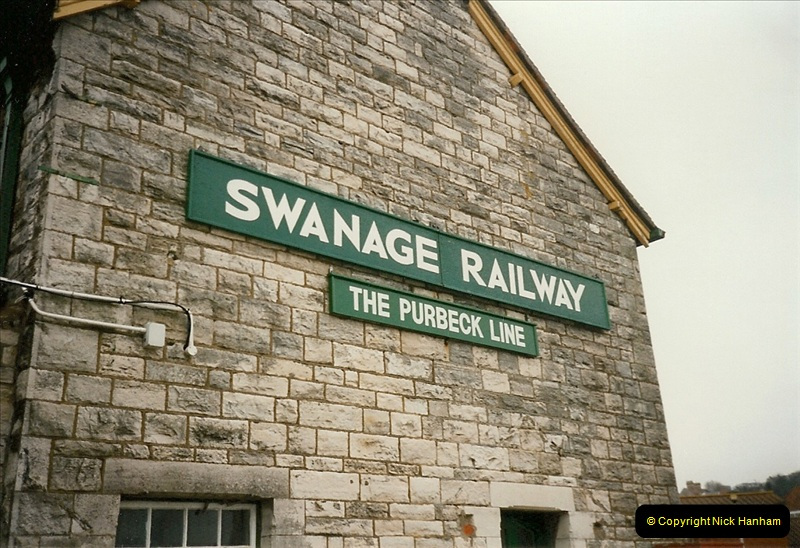 SWANAGE RAILWAY
THE PURBECK LINE
© Copyright Nick Hanham